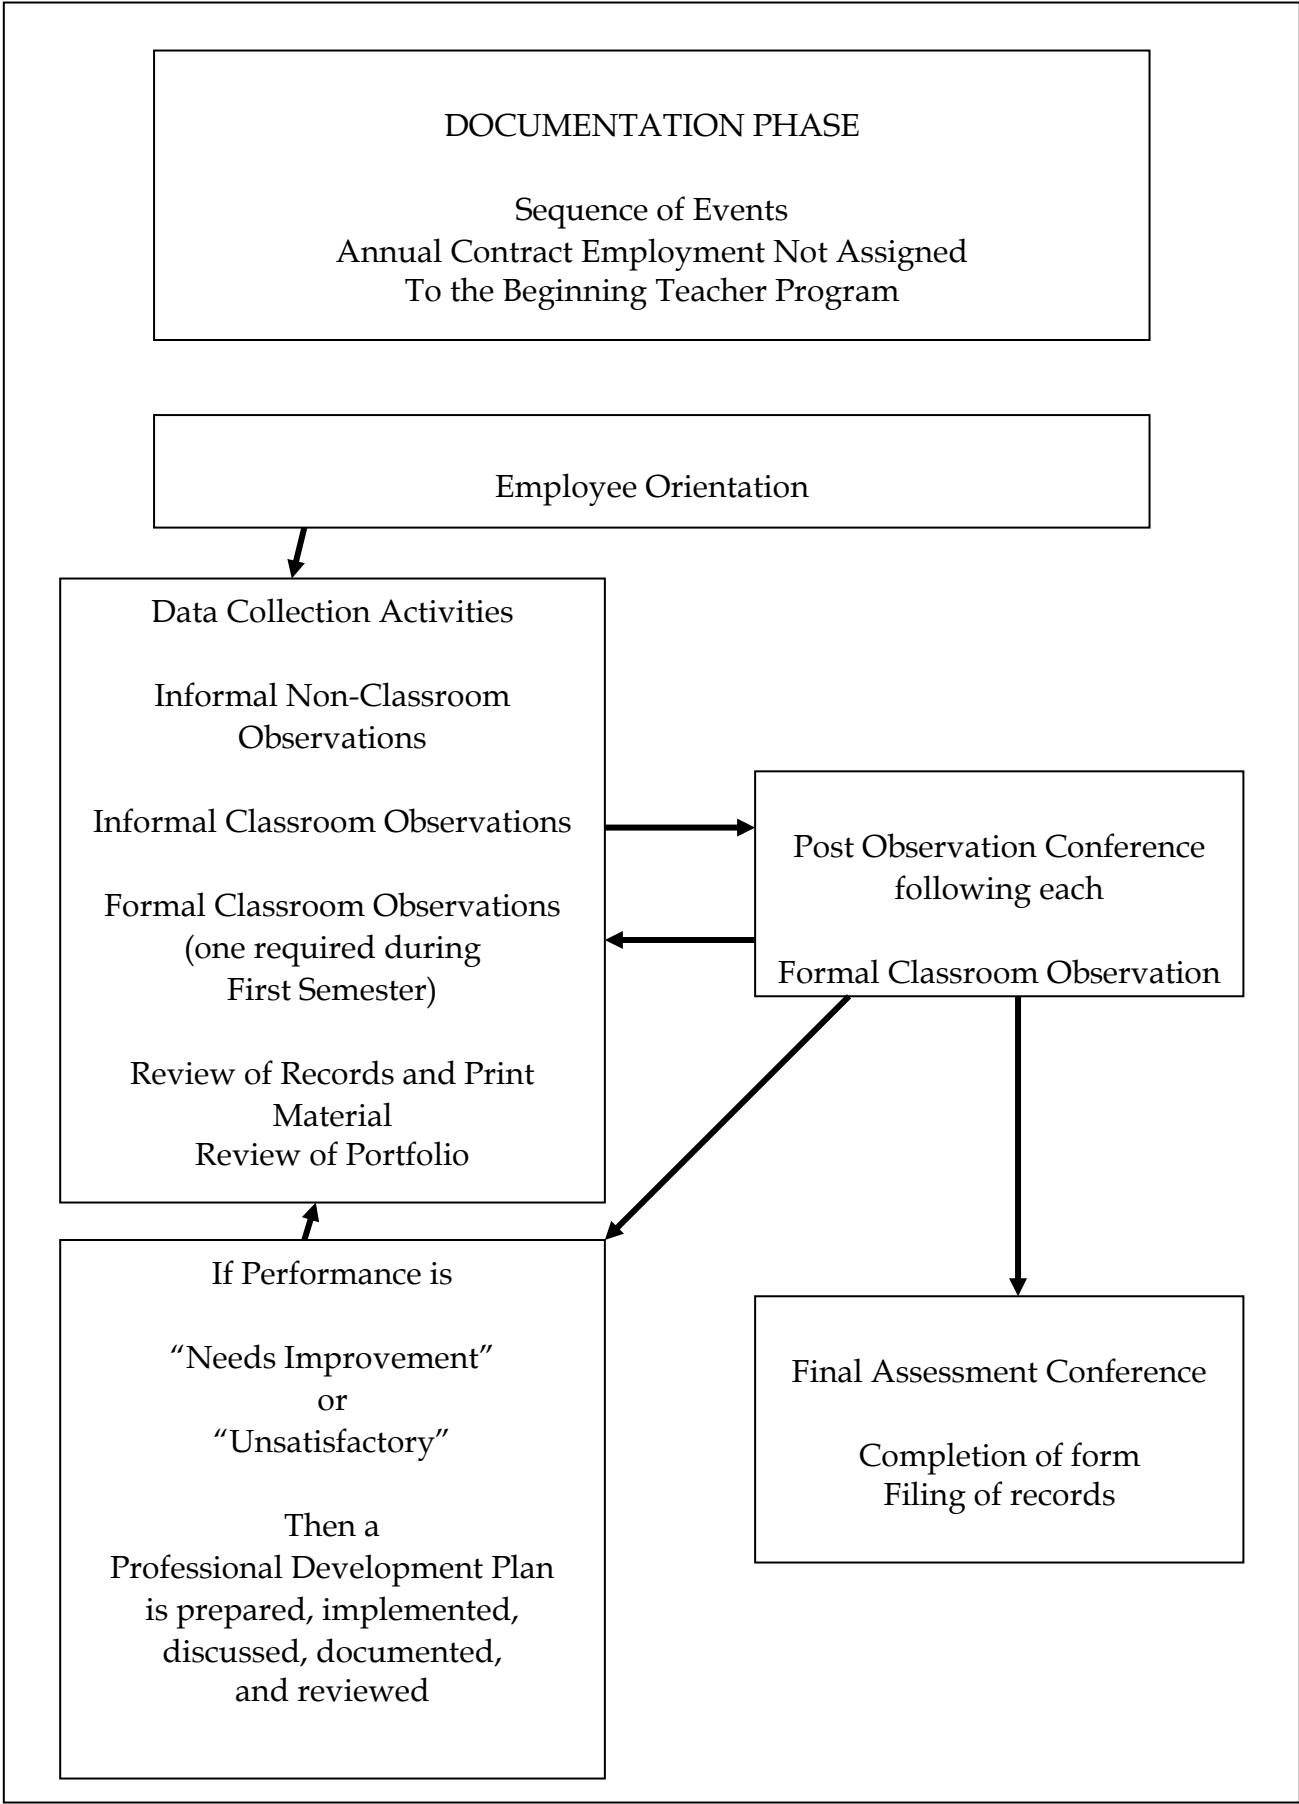 DOCUMENTATION PHASE
Sequence of Events
Annual Contract Employment Not Assigned
To the Beginning Teacher Program
Employee Orientation
Data Collection Activities
Informal Non-Classroom
Observations
Informal Classroom Observations
Formal Classroom Observations
(one required during
First Semester)
Review of Records and Print
Material
Review of Portfolio
Post Observation Conference
following each
Formal Classroom Observation
If Performance is
“Needs Improvement”
or
“Unsatisfactory”
Then a
Professional Development Plan
is prepared, implemented,
discussed, documented,
and reviewed
Final Assessment Conference
Completion of form
Filing of records